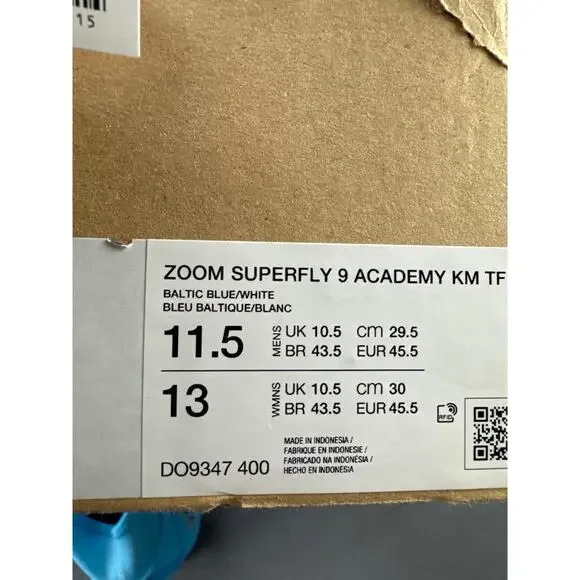 15
ZOOM SUPERFLY 9 ACADEMY KM TF
BALTIC BLUE/WHITE
BLEU BALTIQUE/BLANC
11.5 MENS UK 10.5 cm 29.5
BR 43.5 EUR 45.5
13 WMNS UK 10.5 cm 30
BR 43.5 EUR 45.5
RFID
MADE IN INDONESIA /
FABRIQUE EN INDONESIE /
FABRICADO NA INDONÉSIA /
HECHO EN INDONESIA
DO9347 400